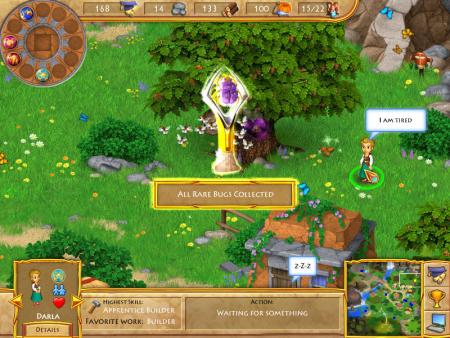 168 145 133 100 15/22
I AM TIRED
ALL RARE BUGS COLLECTED
Z-Z-Z
DARLA
DETAILS
HIGHEST SKILL:
APPRENTICE BUILDER
FAVORITE WORK: BUILDER
ACTION:
WAITING FOR SOMETHING